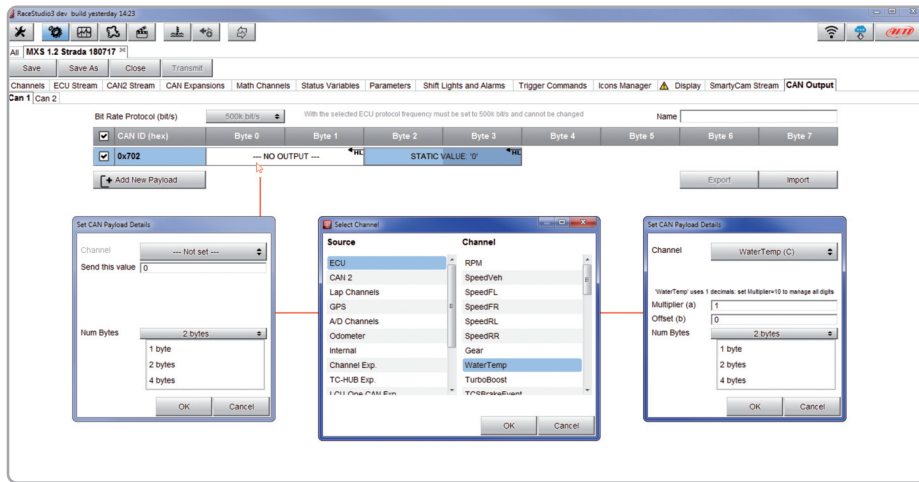 RaceStudio3 dev build yesterday 14:23
All MXS 1.2 Strada 180717
Save Save As Close Transmit
Channels ECU Stream CAN2 Stream CAN Expansions Math Channels Status Variables Parameters Shift Lights and Alarms Trigger Commands Icons Manager Display SmartyCam Stream CAN Output
Can 1 Can 2
Bit Rate Protocol (bit/s) 500k bit/s With the selected ECU protocol frequency must be set to 500k bit/s and cannot be changed Name
CAN ID (hex) Byte 0 Byte 1 Byte 2 Byte 3 Byte 4 Byte 5 Byte 6 Byte 7
0x702 --- NO OUTPUT --- HL STATIC VALUE: '0' HL
Add New Payload Export Import
Set CAN Payload Details
Channel --- Not set ---
Send this value 0
Num Bytes 2 bytes
1 byte
2 bytes
4 bytes
OK Cancel
Select Channel
Source Channel
ECU RPM
CAN 2 SpeedVeh
Lap Channels SpeedFL
GPS SpeedFR
A/D Channels SpeedRL
Odometer SpeedRR
Internal Gear
Channel Exp. WaterTemp
TC-HUB Exp. TurboBoost
LCU One CAN Exp TCSBrakeEvent
OK Cancel
Set CAN Payload Details
Channel WaterTemp (C)
'WaterTemp' uses 1 decimals: set Multiplier=10 to manage all digits
Multiplier (a) 1
Offset (b) 0
Num Bytes 2 bytes
1 byte
2 bytes
4 bytes
OK Cancel